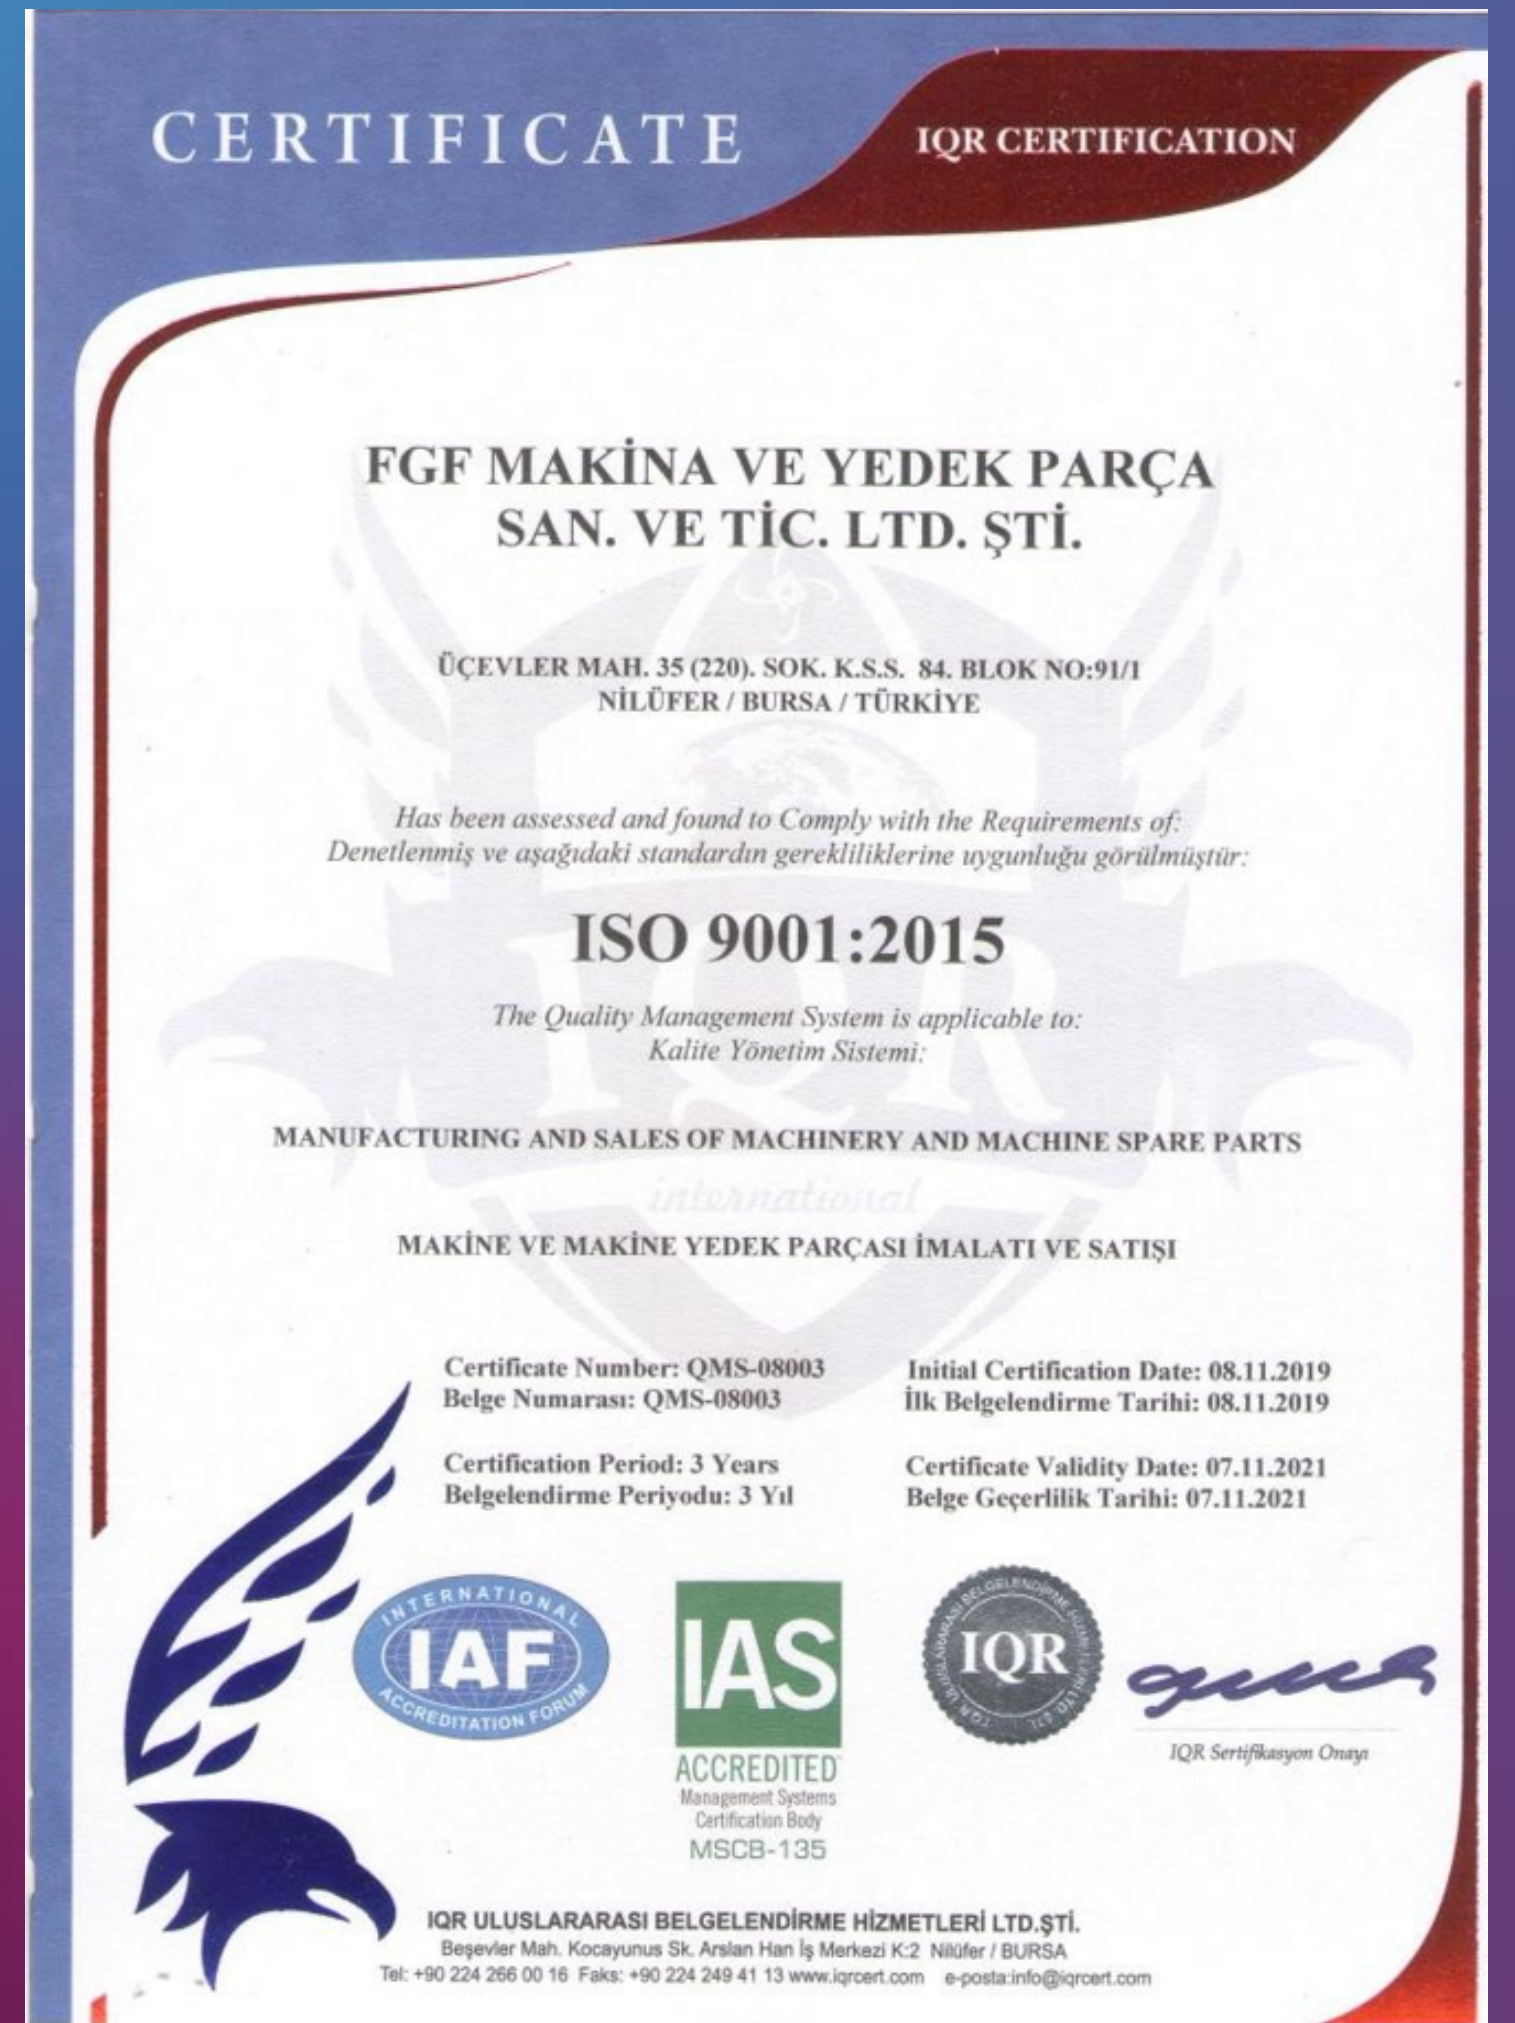 CERTIFICATE
IQR CERTIFICATION
FGF MAKİNA VE YEDEK PARÇA
SAN. VE TİC. LTD. ŞTİ.
ÜÇEVLER MAH. 35 (220). SOK. K.S.S. 84. BLOK NO:91/1
NİLÜFER / BURSA / TÜRKİYE
Has been assessed and found to Comply with the Requirements of:
Denetlenmiş ve aşağıdaki standardın gerekliliklerine uygunluğu görülmüştür:
ISO 9001:2015
IQR
The Quality Management System is applicable to:
Kalite Yönetim Sistemi:
MANUFACTURING AND SALES OF MACHINERY AND MACHINE SPARE PARTS
international
MAKİNE VE MAKİNE YEDEK PARÇASI İMALATI VE SATIŞI
Certificate Number: QMS-08003
Belge Numarası: QMS-08003
Initial Certification Date: 08.11.2019
İlk Belgelendirme Tarihi: 08.11.2019
Certification Period: 3 Years
Belgelendirme Periyodu: 3 Yıl
Certificate Validity Date: 07.11.2021
Belge Geçerlilik Tarihi: 07.11.2021
INTERNATIONAL
IAF
ACCREDITATION FORUM
IAS
ACCREDITED
Management Systems
Certification Body
MSCB-135
IQR ULUSLARARASI BELGELENDİRME HİZMETLERİ LTD. ŞTİ.
IQR
IQR Sertifikasyon Onayı
IQR ULUSLARARASI BELGELENDİRME HİZMETLERİ LTD.ŞTİ.
Beşevler Mah. Kocayunus Sk. Arslan Han İş Merkezi K:2 Nilüfer / BURSA
Tel: +90 224 266 00 16 Faks: +90 224 249 41 13 www.iqrcert.com e-posta:info@iqrcert.com